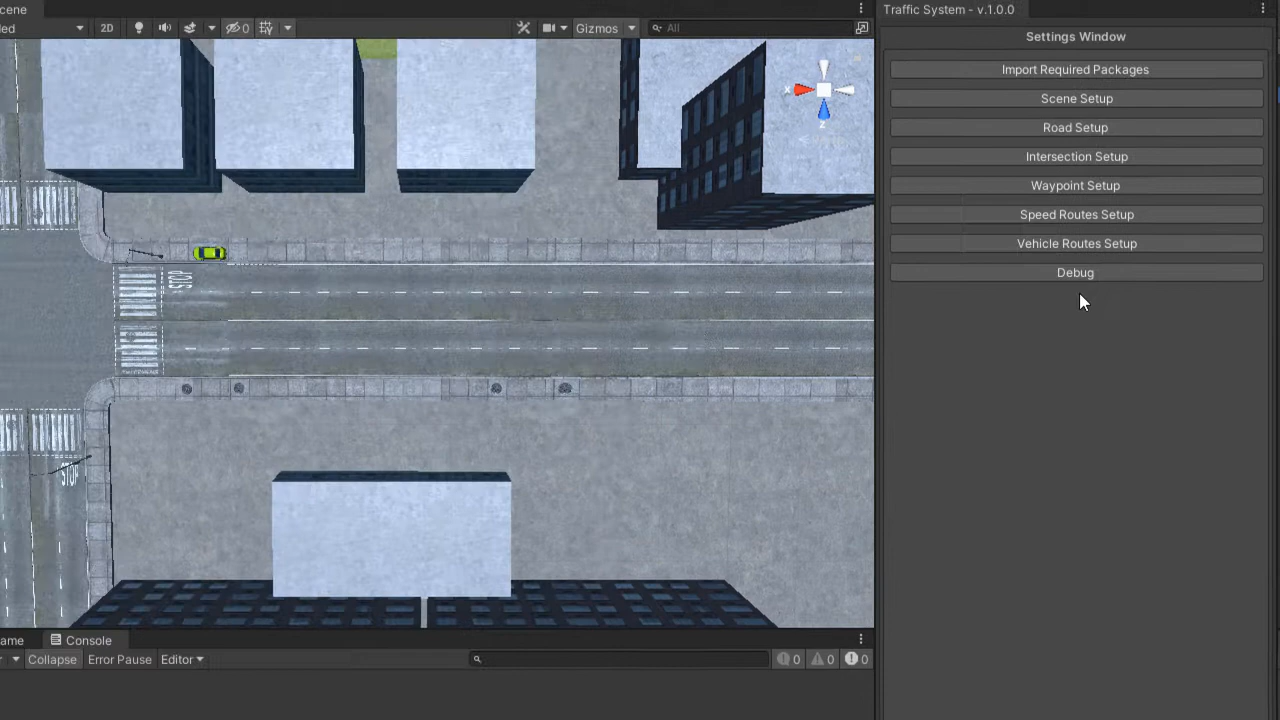 cene
Traffic System - v.1.0.0
ed
2D
0
Gizmos
All
Settings Window
Import Required Packages
Scene Setup
Road Setup
Intersection Setup
Waypoint Setup
Speed Routes Setup
Vehicle Routes Setup
Debug
x
z
STOP
STOP
ame
Console
Collapse
Error Pause
Editor
0
0
0